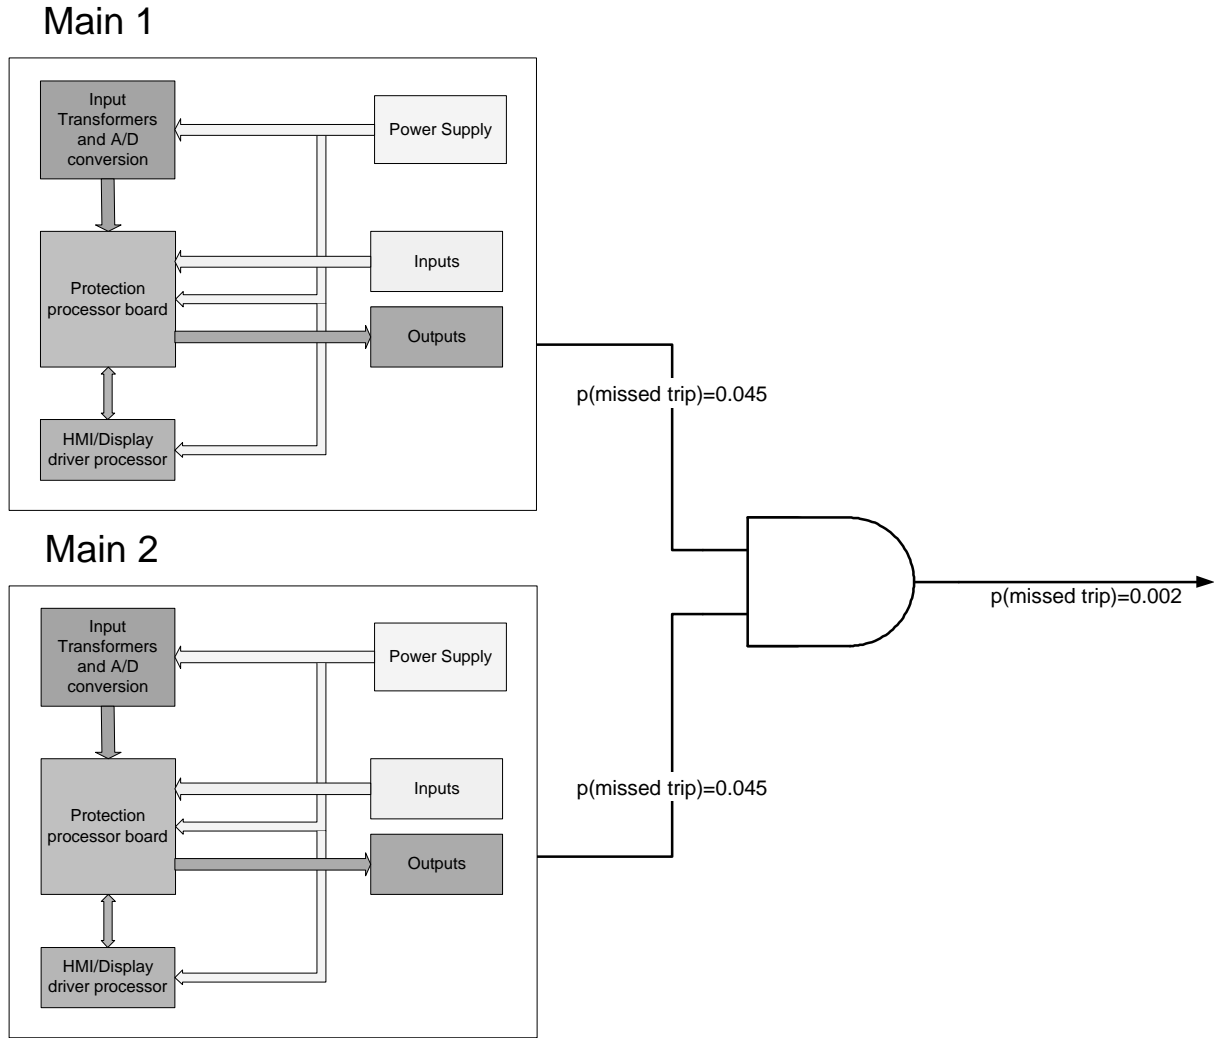 Main 1
Input
Transformers
and A/D
conversion
Power Supply
Protection
processor board
Inputs
Outputs
HMI/Display
driver processor
p(missed trip)=0.045
Main 2
Input
Transformers
and A/D
conversion
Power Supply
Protection
processor board
Inputs
Outputs
HMI/Display
driver processor
p(missed trip)=0.045
p(missed trip)=0.002